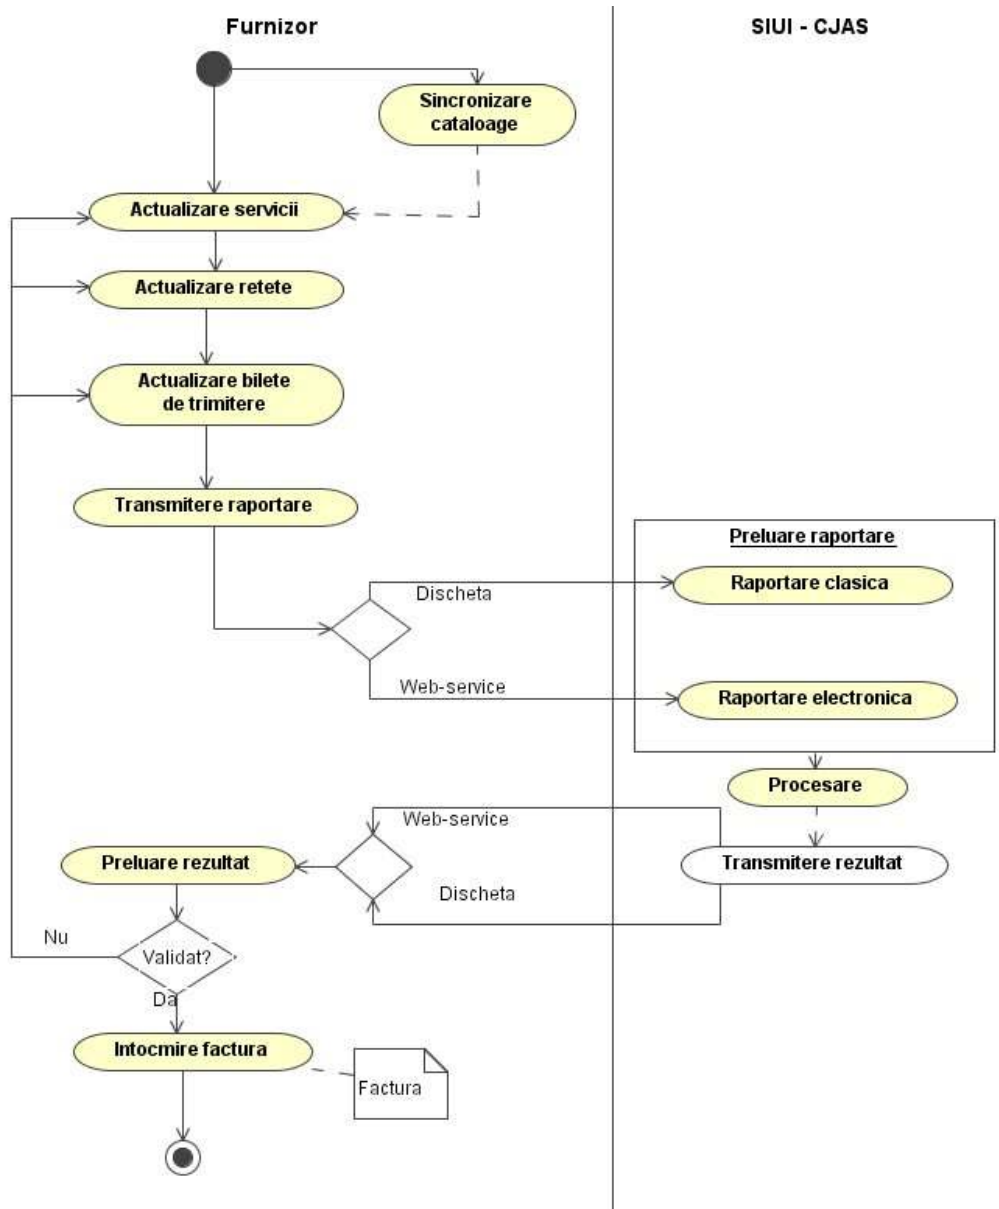 Furnizor
SIUI - CJAS
Sincronizare
cataloage
Actualizare servicii
Actualizare retete
Actualizare bilete
de trimitere
Transmitere raportare
Preluare raportare
Discheta
Raportare clasica
Web-service
Raportare electronica
Procesare
Web-service
Preluare rezultat
Transmitere rezultat
Discheta
Nu
Validat?
Da
Intocmire factura
Factura